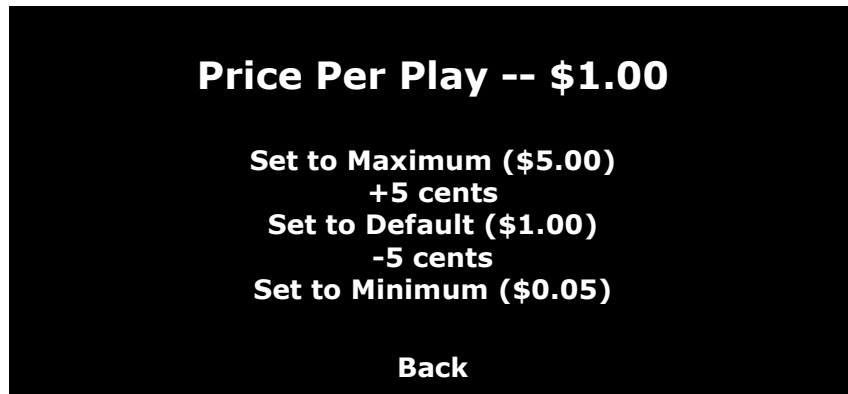 Price Per Play -- $1.00
Set to Maximum ($5.00)
+5 cents
Set to Default ($1.00)
-5 cents
Set to Minimum ($0.05)
Back